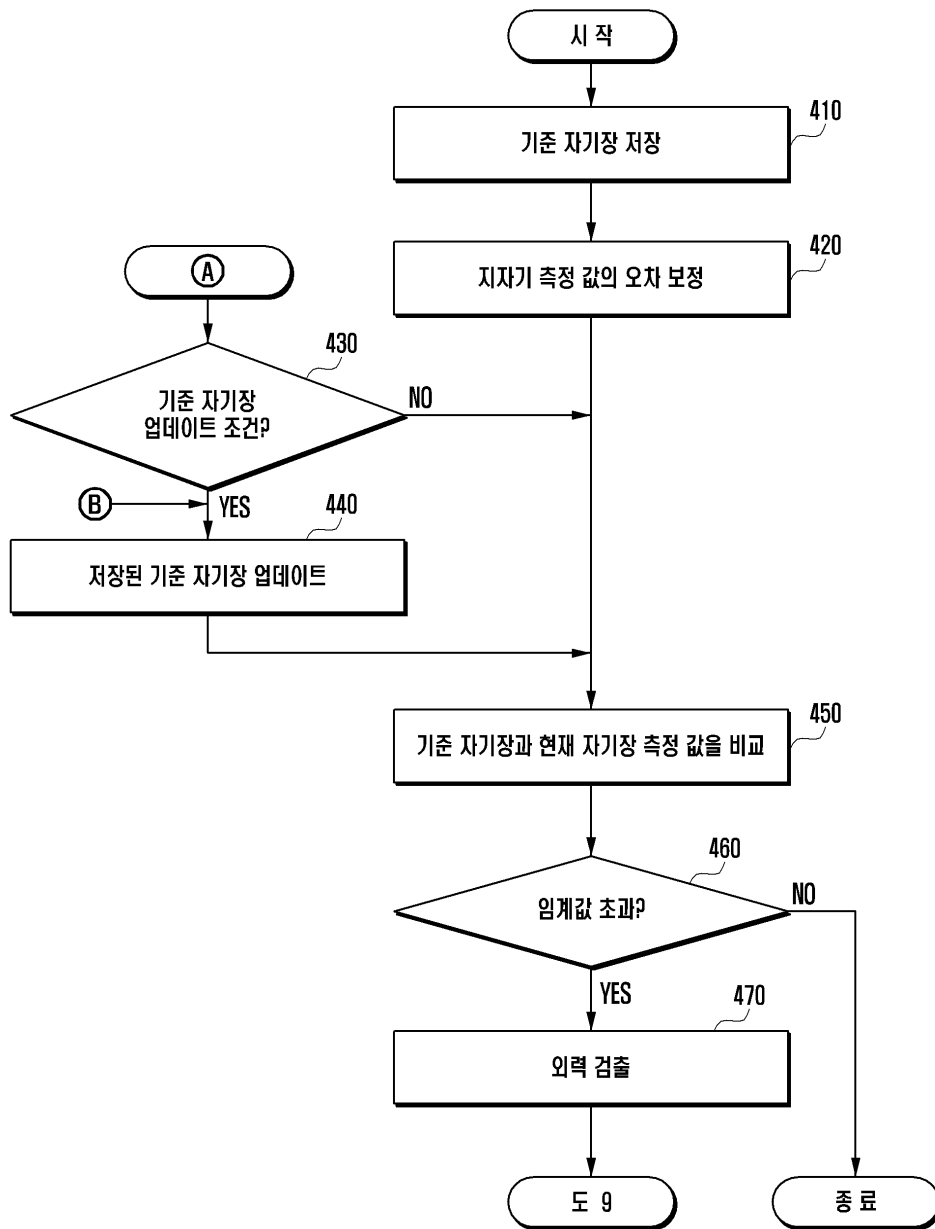 시 작
410
기준 자기장 저장
420
지자기 측정 값의 오차 보정
A
430
기준 자기장
업데이트 조건?
NO
B
YES
440
저장된 기준 자기장 업데이트
450
기준 자기장과 현재 자기장 측정 값을 비교
460
임계값 초과?
NO
YES
470
외력 검출
도 9
종 료